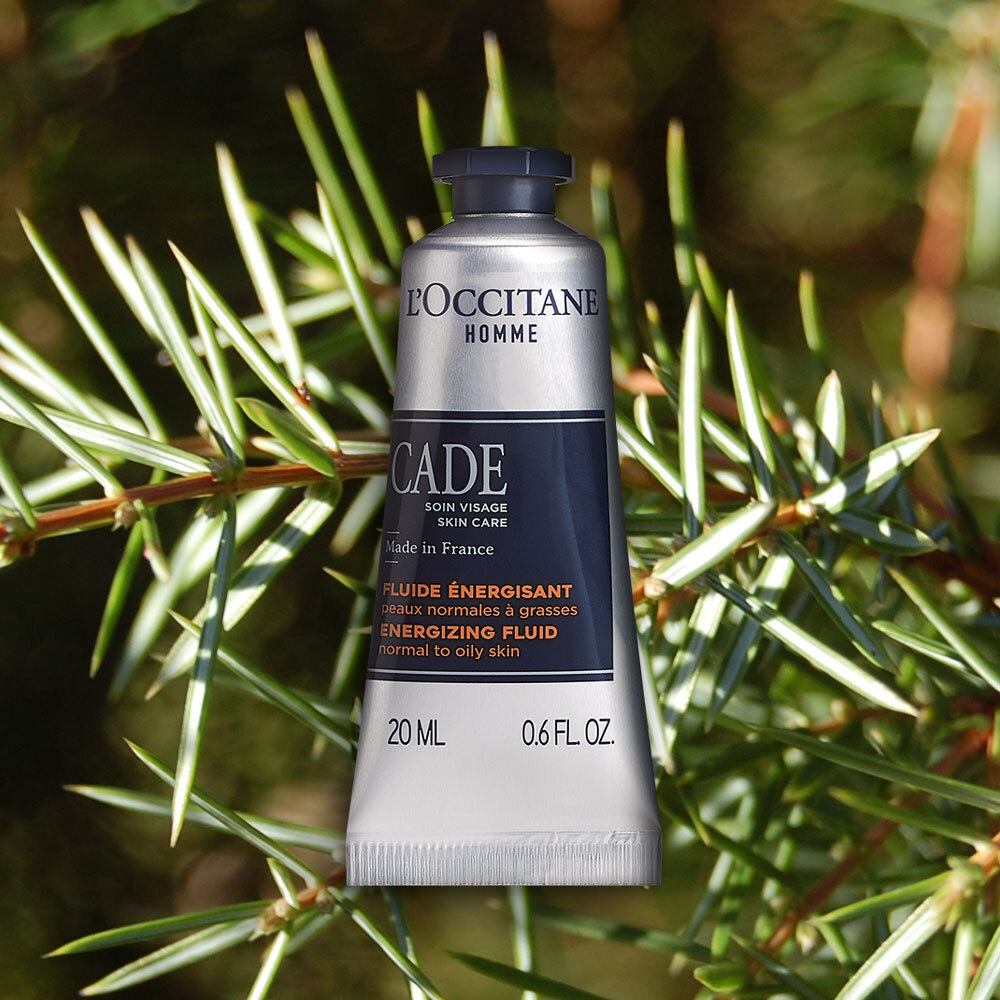 L'OCCITANE
HOMME
CADE
SOIN VISAGE
SKIN CARE
Made in France
FLUIDE ÉNERGISANT
peaux normales à grasses
ENERGIZING FLUID
normal to oily skin
20 ML 0.6 FL. OZ.